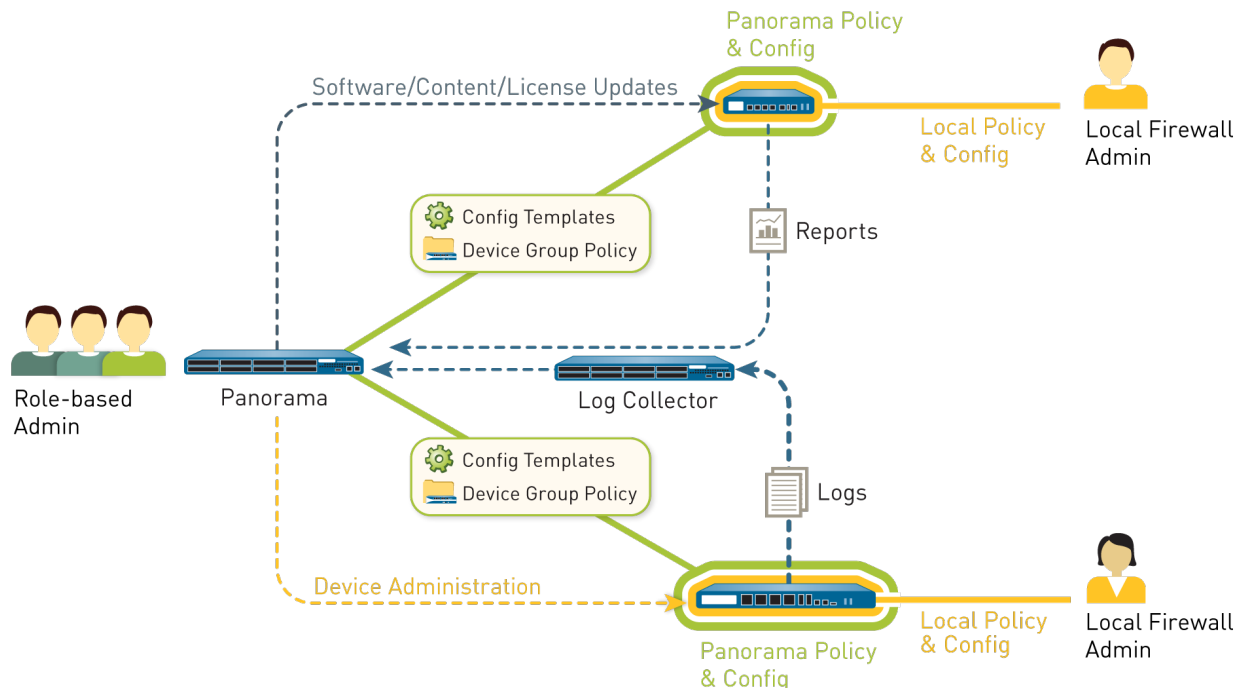 Panorama Policy
& Config
Software/Content/License Updates
Local Policy
& Config
Local Firewall
Admin
Config Templates
Device Group Policy
Reports
Role-based
Admin
Panorama
Log Collector
Config Templates
Device Group Policy
Logs
Device Administration
Local Policy
& Config
Local Firewall
Admin
Panorama Policy
& Config